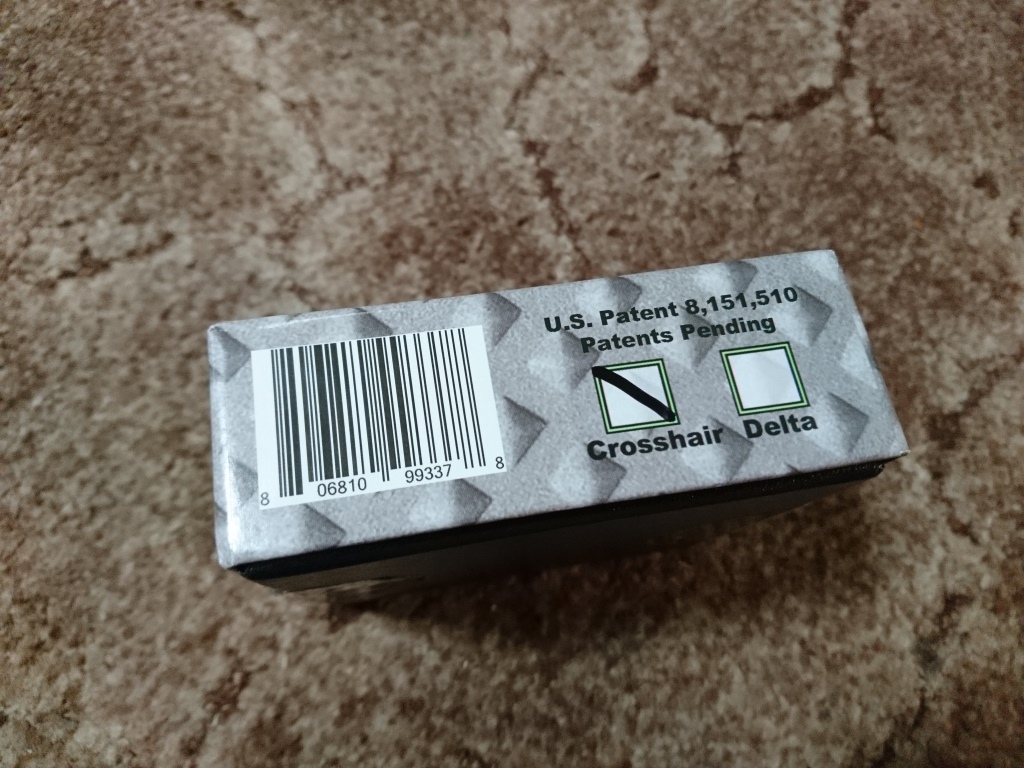 8 06810 99337 8
U.S. Patent 8,151,510
Patents Pending
Crosshair Delta